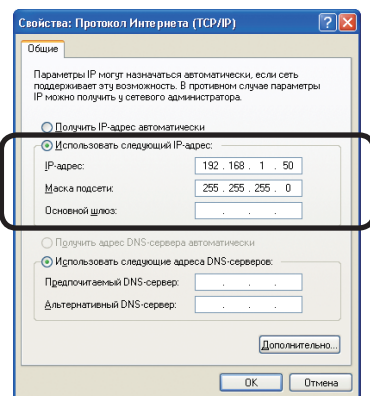 Свойства: Протокол Интернета (TCP/IP)
Общие
Параметры IP могут назначаться автоматически, если сеть
поддерживает эту возможность. В противном случае параметры
IP можно получить у сетевого администратора.
Получить IP-адрес автоматически
Использовать следующий IP-адрес:
IP-адрес: 192 . 168 . 1 . 50
Маска подсети: 255 . 255 . 255 . 0
Основной шлюз: . . .
Получить адрес DNS-сервера автоматически
Использовать следующие адреса DNS-серверов:
Предпочитаемый DNS-сервер: . . .
Альтернативный DNS-сервер: . . .
Дополнительно...
OK Отмена